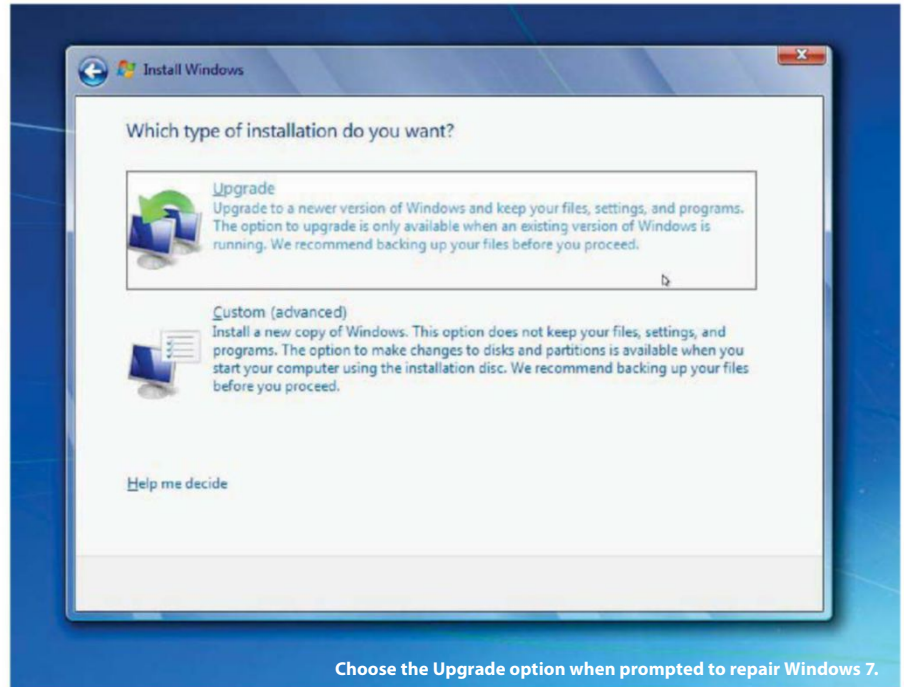 Install Windows
Which type of installation do you want?
Upgrade
Upgrade to a newer version of Windows and keep your files, settings, and programs.
The option to upgrade is only available when an existing version of Windows is
running. We recommend backing up your files before you proceed.
Custom (advanced)
Install a new copy of Windows. This option does not keep your files, settings, and
programs. The option to make changes to disks and partitions is available when you
start your computer using the installation disc. We recommend backing up your files
before you proceed.
Help me decide
Choose the Upgrade option when prompted to repair Windows 7.